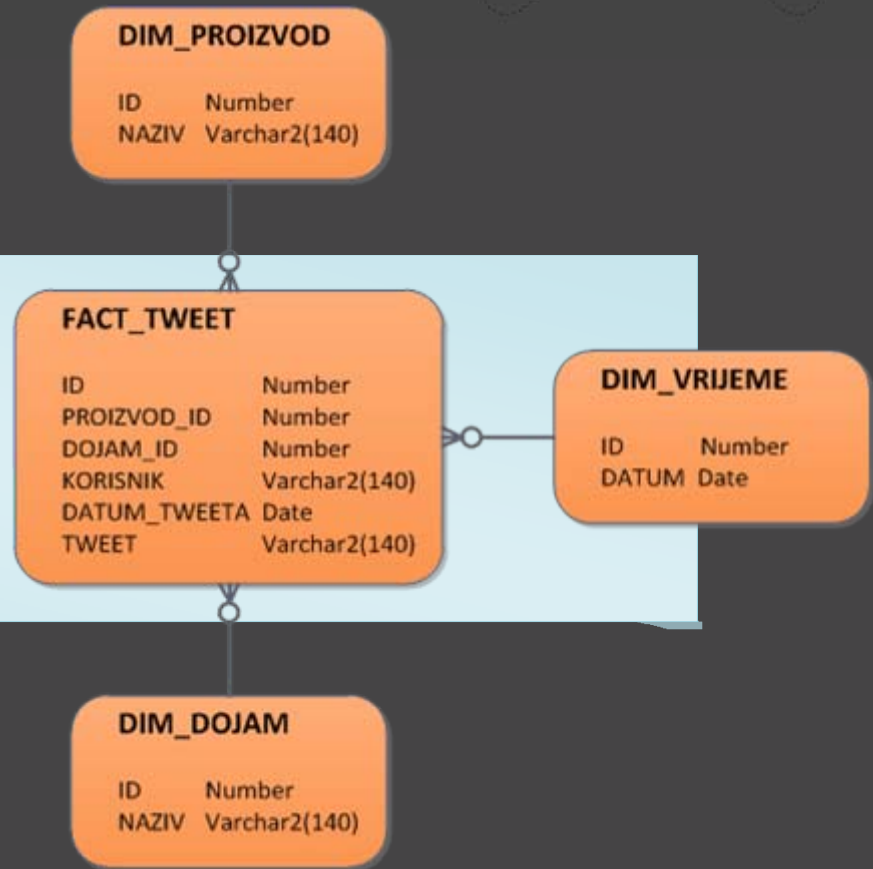 DIM_PROIZVOD
ID Number
NAZIV Varchar2(140)
FACT_TWEET
ID Number
PROIZVOD_ID Number
DOJAM_ID Number
KORISNIK Varchar2(140)
DATUM_TWEETA Date
TWEET Varchar2(140)
DIM_VRIJEME
ID Number
DATUM Date
DIM_DOJAM
ID Number
NAZIV Varchar2(140)